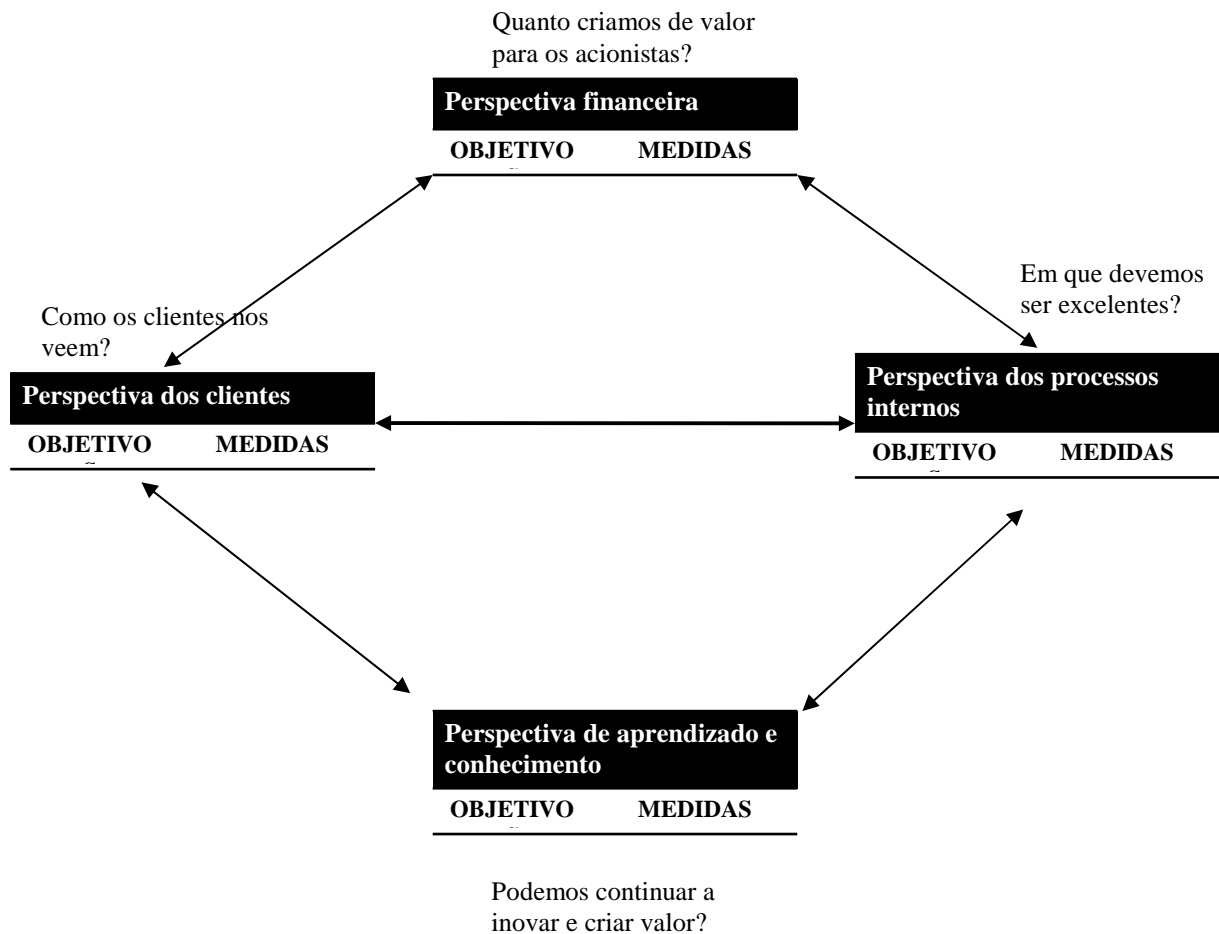 Quanto criamos de valor
para os acionistas?
Perspectiva financeira
OBJETIVO MEDIDAS
Em que devemos
ser excelentes?
Como os clientes nos
veem?
Perspectiva dos clientes
OBJETIVO MEDIDAS
Perspectiva dos processos
internos
OBJETIVO MEDIDAS
Perspectiva de aprendizado e
conhecimento
OBJETIVO MEDIDAS
Podemos continuar a
inovar e criar valor?